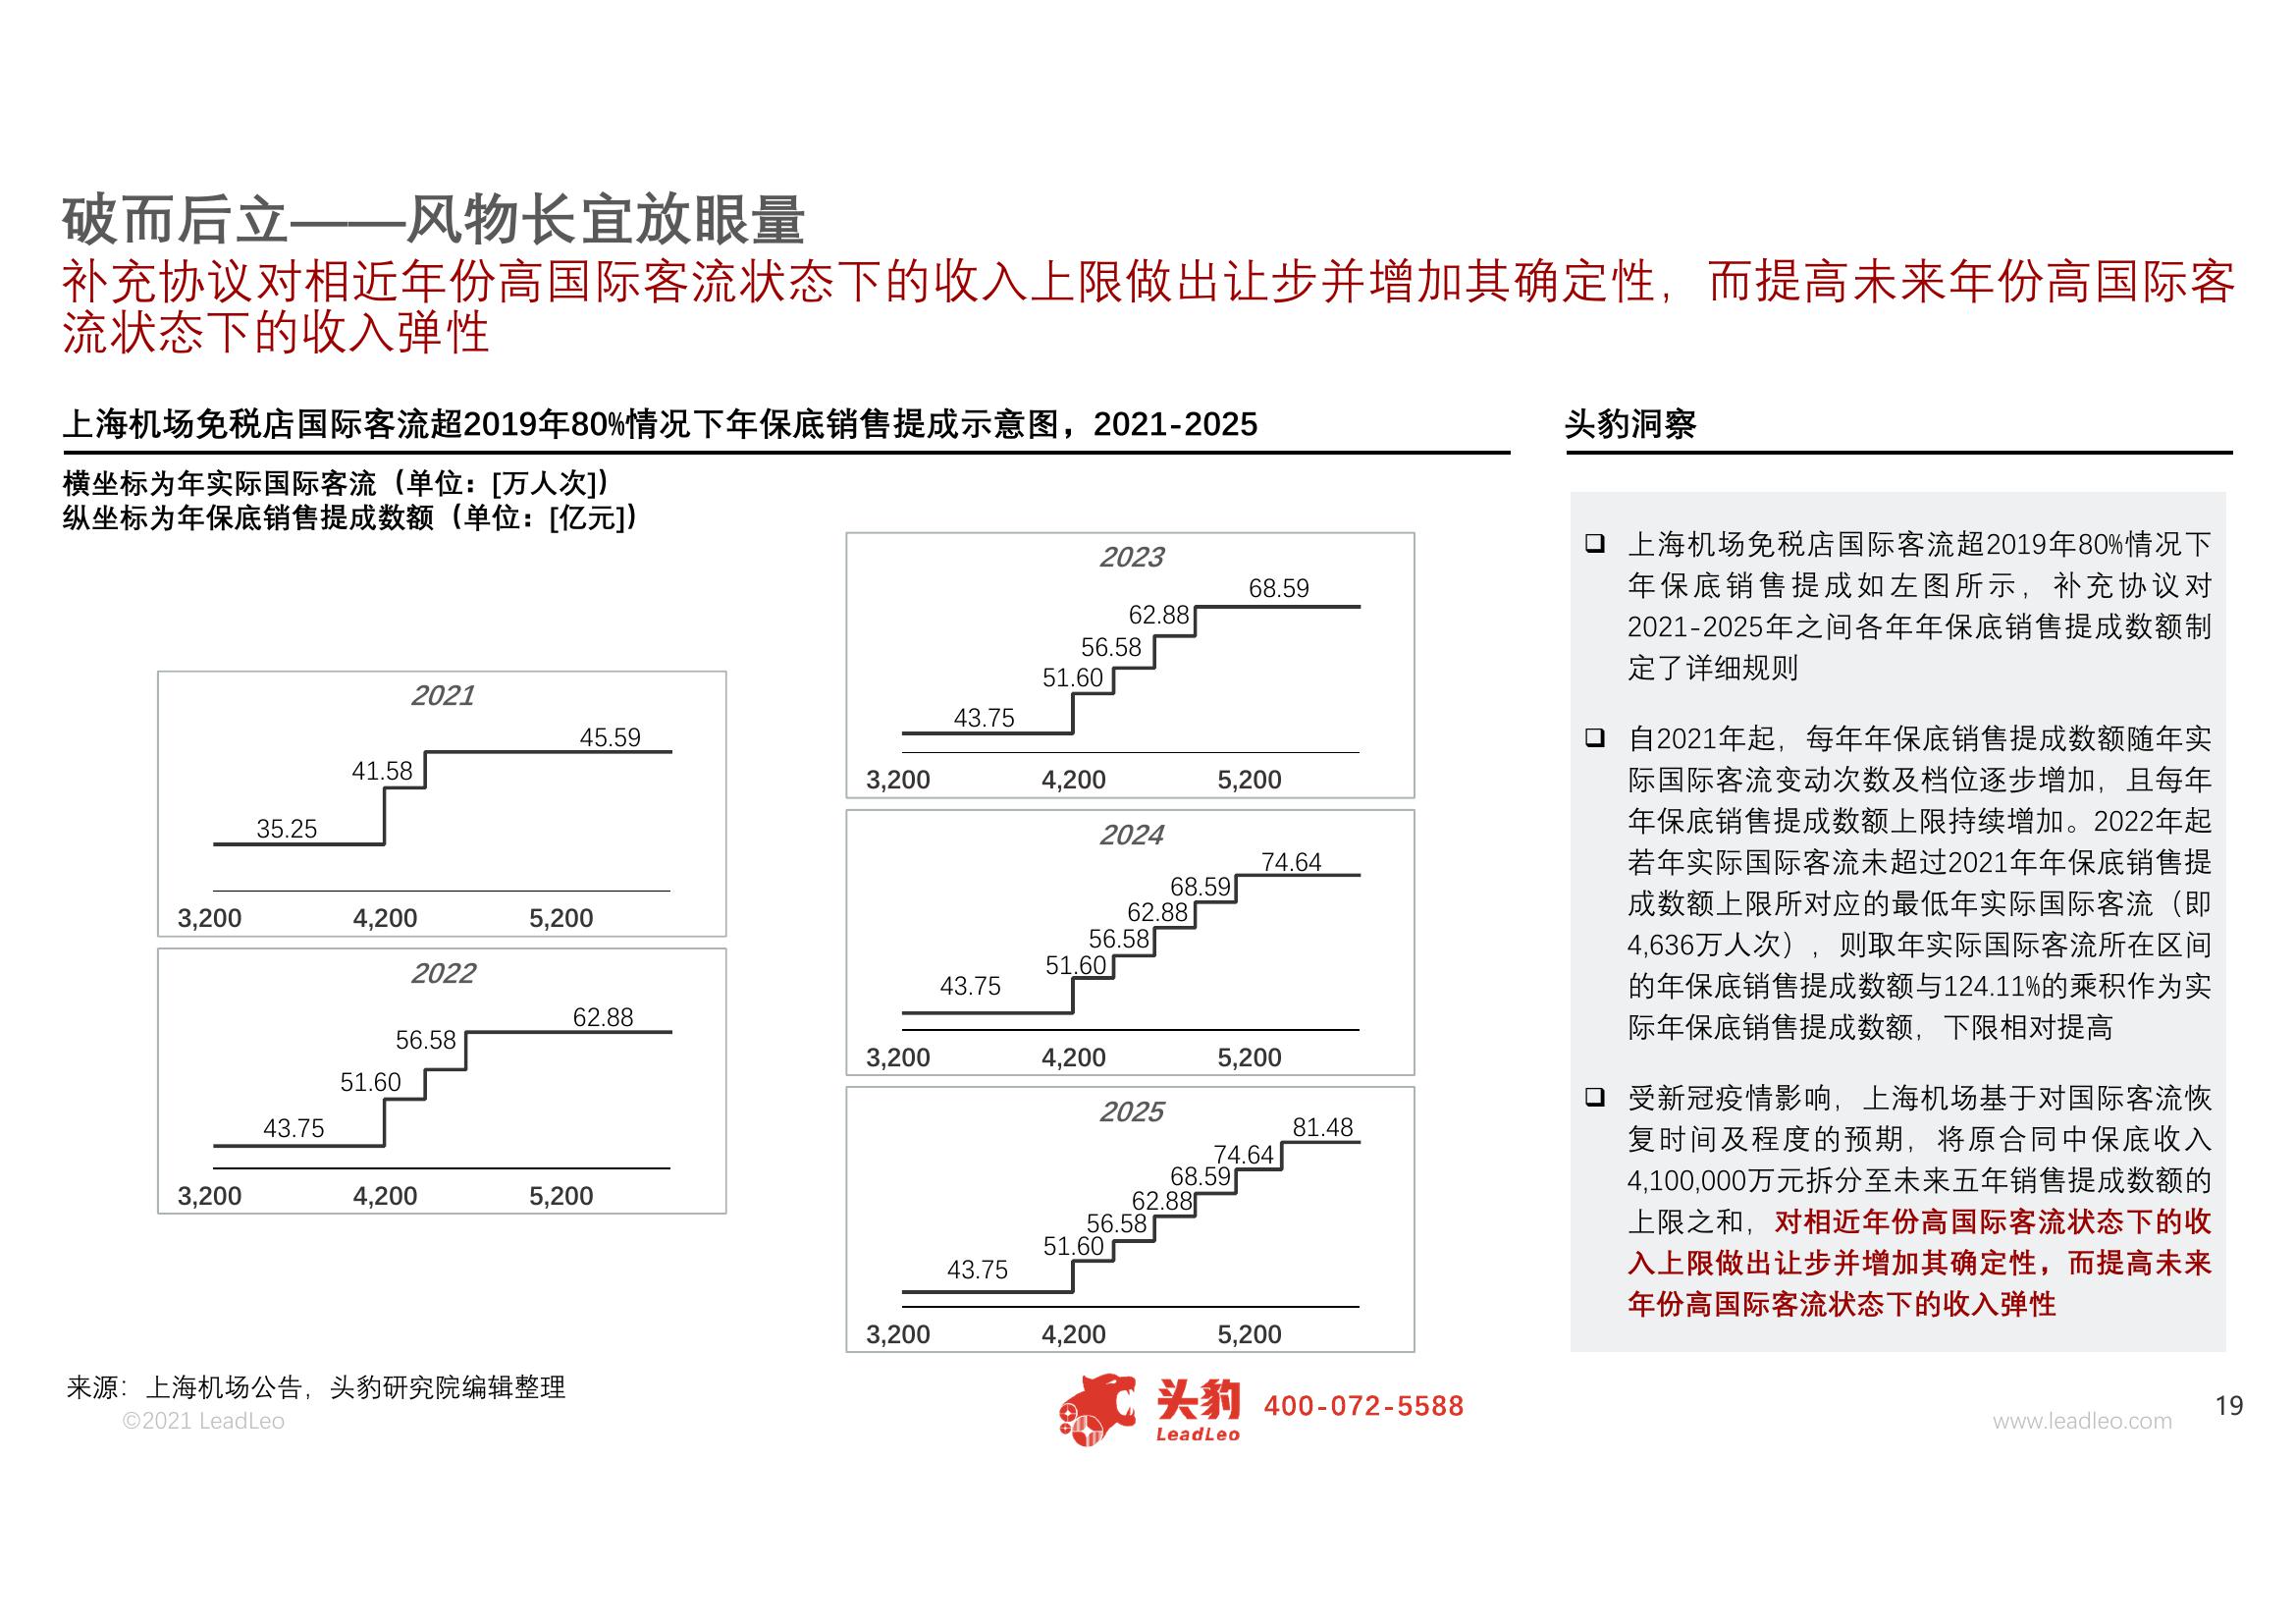 破而后立——风物长宜放眼量
补充协议对相近年份高国际客流状态下的收入上限做出让步并增加其确定性，而提高未来年份高国际客
流状态下的收入弹性
上海机场免税店国际客流超2019年80%情况下年保底销售提成示意图，2021-2025
横坐标为年实际国际客流（单位：[万人次]）
纵坐标为年保底销售提成数额（单位：[亿元]）
2021
45.59
41.58
35.25
3,200 4,200 5,200
2022
62.88
56.58
51.60
43.75
3,200 4,200 5,200
2023
68.59
62.88
56.58
51.60
43.75
3,200 4,200 5,200
2024
74.64
68.59
62.88
56.58
51.60
43.75
3,200 4,200 5,200
2025
81.48
74.64
68.59
62.88
56.58
51.60
43.75
3,200 4,200 5,200
头豹洞察
上海机场免税店国际客流超2019年80%情况下
年保底销售提成如左图所示，补充协议对
2021-2025年之间各年年保底销售提成数额制
定了详细规则
自2021年起，每年年保底销售提成数额随年实
际国际客流变动次数及档位逐步增加，且每年
年保底销售提成数额上限持续增加。2022年起
若年实际国际客流未超过2021年年保底销售提
成数额上限所对应的最低年实际国际客流（即
4,636万人次），则取年实际国际客流所在区间
的年保底销售提成数额与124.11%的乘积作为实
际年保底销售提成数额，下限相对提高
受新冠疫情影响，上海机场基于对国际客流恢
复时间及程度的预期，将原合同中保底收入
4,100,000万元拆分至未来五年销售提成数额的
上限之和，对相近年份高国际客流状态下的收
入上限做出让步并增加其确定性，而提高未来
年份高国际客流状态下的收入弹性
来源：上海机场公告，头豹研究院编辑整理
©2021 LeadLeo
头豹
LeadLeo
400-072-5588
www.leadleo.com
19